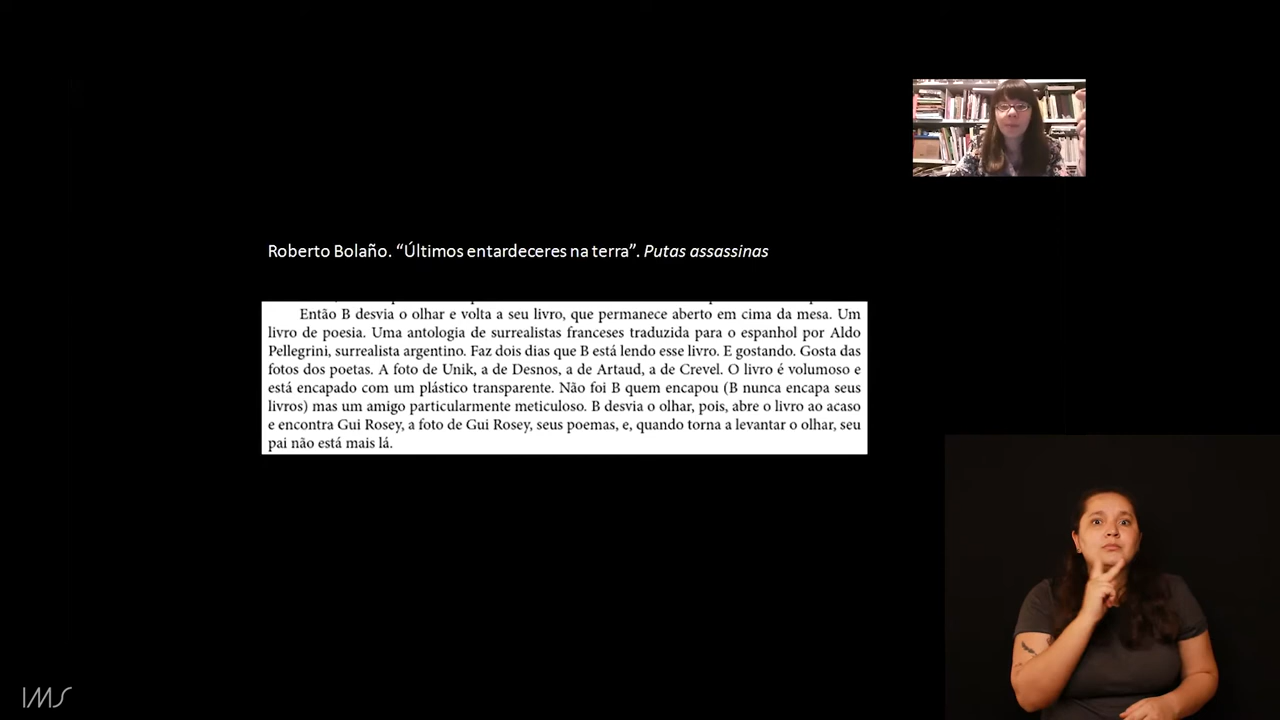 Roberto Bolaño. “Últimos entardeceres na terra”. Putas assassinas
Então B desvia o olhar e volta a seu livro, que permanece aberto em cima da mesa. Um
livro de poesia. Uma antologia de surrealistas franceses traduzida para o espanhol por Aldo
Pellegrini, surrealista argentino. Faz dois dias que B está lendo esse livro. E gostando. Gosta das
fotos dos poetas. A foto de Unik, a de Desnos, a de Artaud, a de Crevel. O livro é volumoso e
está encapado com um plástico transparente. Não foi B quem encapou (B nunca encapa seus
livros) mas um amigo particularmente meticuloso. B desvia o olhar, pois, abre o livro ao acaso
e encontra Gui Rosey, a foto de Gui Rosey, seus poemas, e, quando torna a levantar o olhar, seu
pai não está mais lá.
IMS